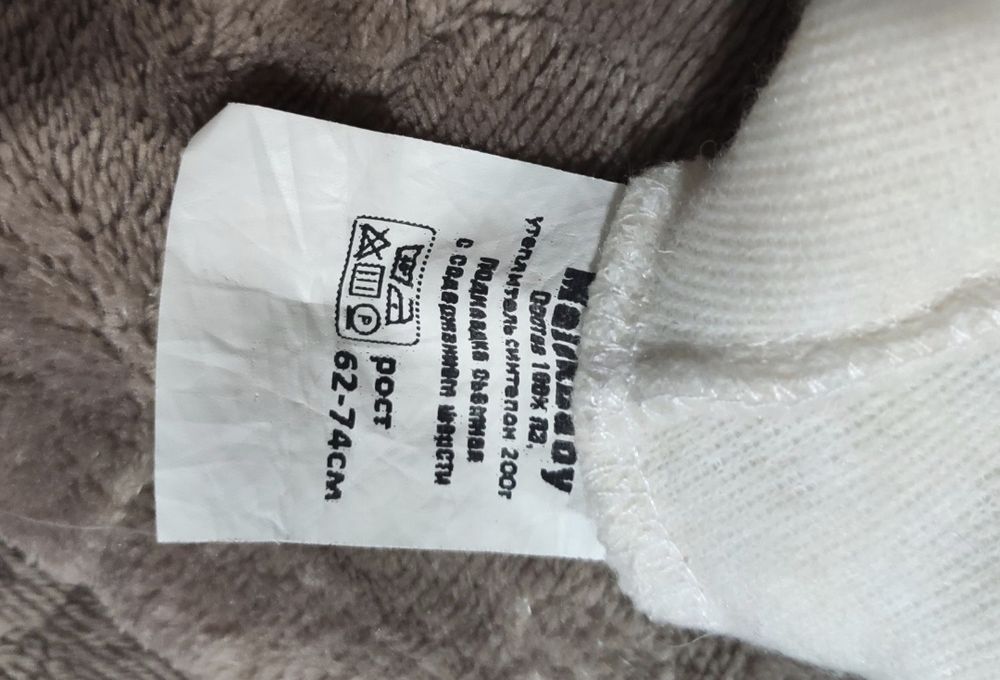 Состав 100% ПЭ,
Утеплитель синтепон 200г
Подкладка съемная
с содержанием шерсти
P
рост
62-74см